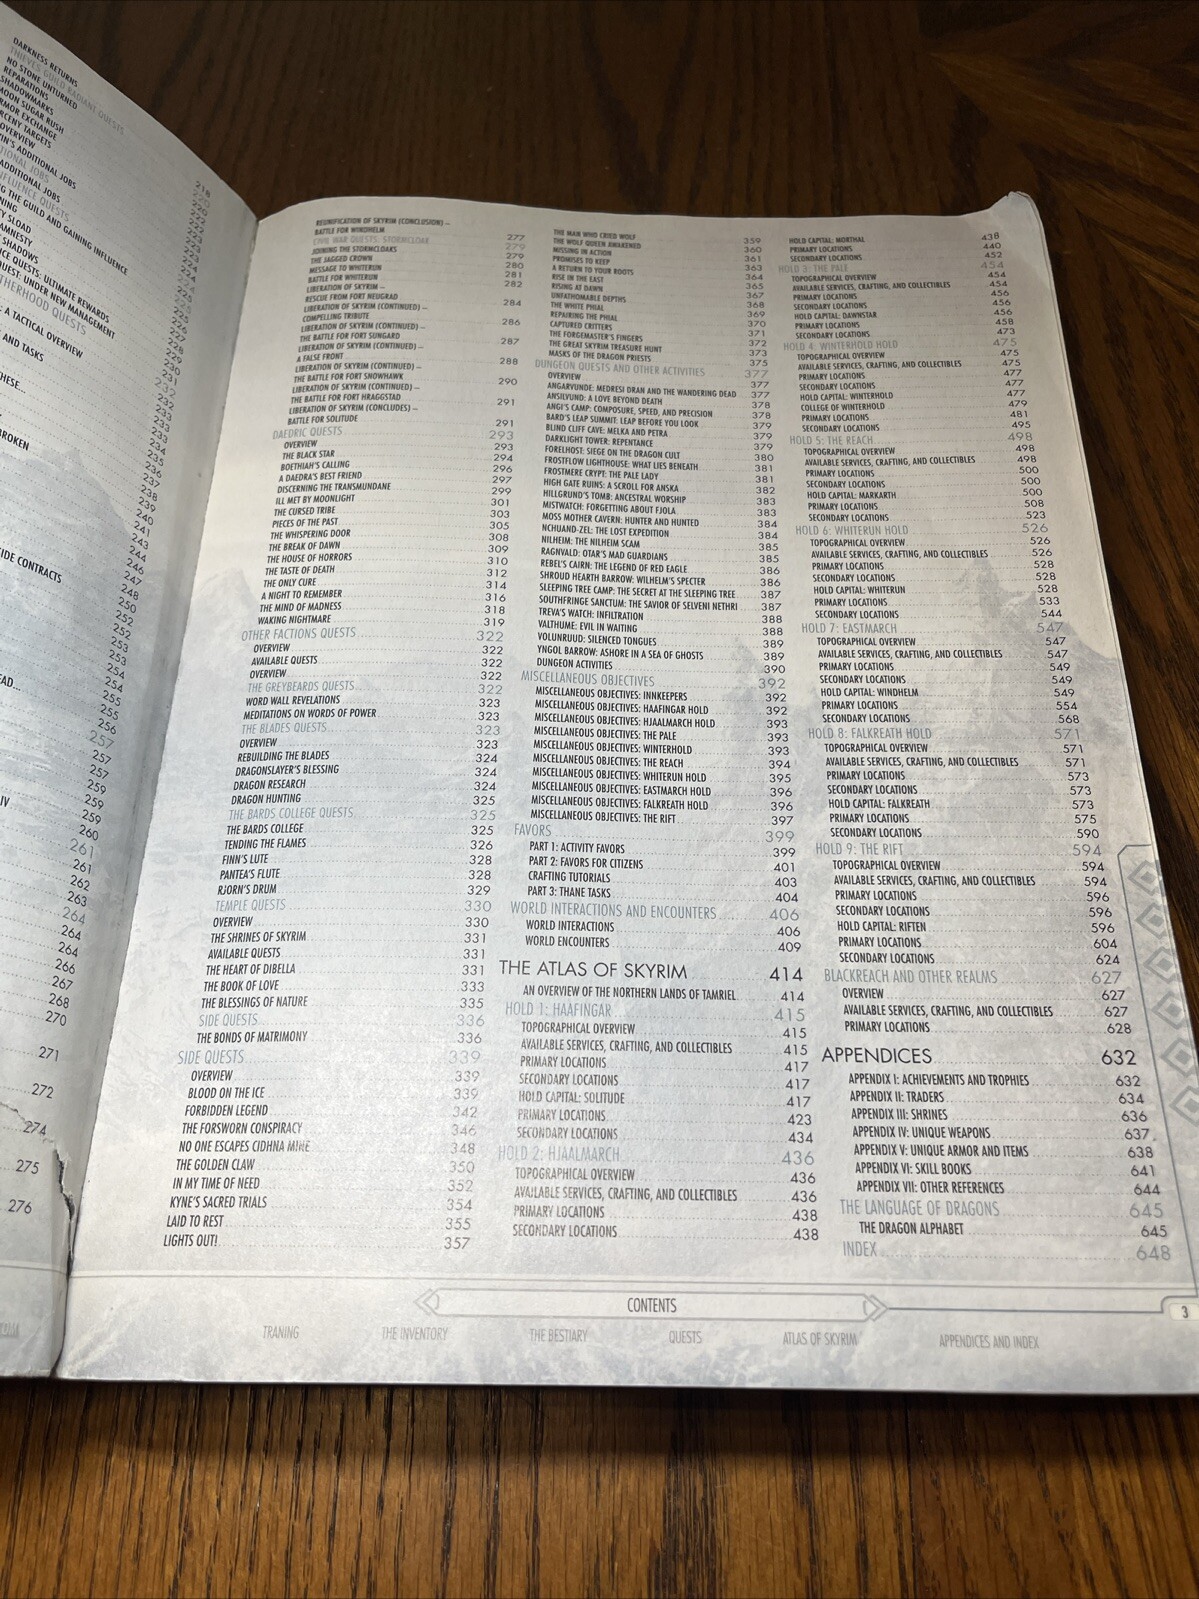 DARKNESS RETURNS
THIEVES GUILD RADIANT QUESTS
NO STONE UNTURNED
REPARATIONS
SHADOWMARKS
MOON SUGAR RUSH
ARMOR EXCHANGE
OVERVIEW
ADDITIONAL JOBS
REUNIFICATION OF SKYRIM (CONCLUSION) –
BATTLE FOR WINDHELM 277
CIVIL WAR QUESTS: STORMCLOAK 279
JOINING THE STORMCLOAKS 279
THE JAGGED CROWN 280
MESSAGE TO WHITERUN 281
BATTLE FOR WHITERUN 282
LIBERATION OF SKYRIM –
RESCUE FROM FORT NEUGRAD 284
LIBERATION OF SKYRIM (CONTINUED) –
COMPELLING TRIBUTE 286
LIBERATION OF SKYRIM (CONTINUED) –
THE BATTLE FOR FORT SUNGARD 287
LIBERATION OF SKYRIM (CONTINUED) –
A FALSE FRONT 288
LIBERATION OF SKYRIM (CONTINUED) –
THE BATTLE FOR FORT SNOWHAWK 290
LIBERATION OF SKYRIM (CONTINUED) –
THE BATTLE FOR FORT HRAGGSTAD 291
LIBERATION OF SKYRIM (CONCLUDES) –
BATTLE FOR SOLITUDE 291
DAEDRIC QUESTS 293
OVERVIEW 293
THE BLACK STAR 294
BOETHIAH'S CALLING 296
A DAEDRA'S BEST FRIEND 297
DISCERNING THE TRANSMUNDANE 299
ILL MET BY MOONLIGHT 301
THE CURSED TRIBE 303
PIECES OF THE PAST 305
THE WHISPERING DOOR 308
THE BREAK OF DAWN 309
THE HOUSE OF HORRORS 310
THE TASTE OF DEATH 312
THE ONLY CURE 314
A NIGHT TO REMEMBER 316
THE MIND OF MADNESS 318
WAKING NIGHTMARE 319
OTHER FACTIONS QUESTS 322
OVERVIEW 322
AVAILABLE QUESTS 322
OVERVIEW 322
THE GREYBEARDS QUESTS 322
WORD WALL REVELATIONS 323
MEDITATIONS ON WORDS OF POWER 323
THE BLADES QUESTS 323
OVERVIEW 323
REBUILDING THE BLADES 324
DRAGONSLAYER'S BLESSING 324
DRAGON RESEARCH 324
DRAGON HUNTING 325
THE BARDS COLLEGE QUESTS 325
THE BARDS COLLEGE 325
TENDING THE FLAMES 326
FINN'S LUTE 328
PANTEA'S FLUTE 328
RJORN'S DRUM 329
TEMPLE QUESTS 330
OVERVIEW 330
THE SHRINES OF SKYRIM 331
AVAILABLE QUESTS 331
THE HEART OF DIBELLA 331
THE BOOK OF LOVE 333
THE BLESSINGS OF NATURE 335
SIDE QUESTS 336
THE BONDS OF MATRIMONY 336
SIDE QUESTS 339
OVERVIEW 339
BLOOD ON THE ICE 339
FORBIDDEN LEGEND 342
THE FORSWORN CONSPIRACY 346
NO ONE ESCAPES CIDHNA MINE 348
THE GOLDEN CLAW 350
IN MY TIME OF NEED 352
KYNE'S SACRED TRIALS 354
LAID TO REST 355
LIGHTS OUT! 357
THE MAN WHO CRIED WOLF 359
THE WOLF QUEEN AWAKENED 360
MISSING IN ACTION 361
PROMISES TO KEEP 363
A RETURN TO YOUR ROOTS 364
RISE IN THE EAST 365
RISING AT DAWN 367
UNFATHOMABLE DEPTHS 368
THE WHITE PHIAL 369
REPAIRING THE PHIAL 370
CAPTURED CRITTERS 371
THE FORGEMASTER'S FINGERS 372
THE GREAT SKYRIM TREASURE HUNT 373
MASKS OF THE DRAGON PRIESTS 375
DUNGEON QUESTS AND OTHER ACTIVITIES 377
OVERVIEW 377
ANGARVUNDE: MEDRESI DRAN AND THE WANDERING DEAD 377
ANSILVUND: A LOVE BEYOND DEATH 378
ANGI'S CAMP: COMPOSURE, SPEED, AND PRECISION 378
BARD'S LEAP SUMMIT: LEAP BEFORE YOU LOOK 379
BLIND CLIFF CAVE: MELKA AND PETRA 379
DARKLIGHT TOWER: REPENTANCE 379
FORELHOST: SIEGE ON THE DRAGON CULT 380
FROSTFLOW LIGHTHOUSE: WHAT LIES BENEATH 381
FROSTMERE CRYPT: THE PALE LADY 381
HIGH GATE RUINS: A SCROLL FOR ANSKA 382
HILLGRUND'S TOMB: ANCESTRAL WORSHIP 383
MISTWATCH: FORGETTING ABOUT FJOLA 383
MOSS MOTHER CAVERN: HUNTER AND HUNTED 384
NCHUAND-ZEL: THE LOST EXPEDITION 384
NILHEIM: THE NILHEIM SCAM 385
RAGNVALD: OTAR'S MAD GUARDIANS 385
REBEL'S CAIRN: THE LEGEND OF RED EAGLE 386
SHROUD HEARTH BARROW: WILHELM'S SPECTER 386
SLEEPING TREE CAMP: THE SECRET AT THE SLEEPING TREE 387
SOUTHFRINGE SANCTUM: THE SAVIOR OF SELVENI NETHRI 387
TREVA'S WATCH: INFILTRATION 388
VALTHUME: EVIL IN WAITING 388
VOLUNRUUD: SILENCED TONGUES 389
YNGOL BARROW: ASHORE IN A SEA OF GHOSTS 389
DUNGEON ACTIVITIES 390
MISCELLANEOUS OBJECTIVES 392
MISCELLANEOUS OBJECTIVES: INNKEEPERS 392
MISCELLANEOUS OBJECTIVES: HAAFINGAR HOLD 392
MISCELLANEOUS OBJECTIVES: HJAALMARCH HOLD 393
MISCELLANEOUS OBJECTIVES: THE PALE 393
MISCELLANEOUS OBJECTIVES: WINTERHOLD 393
MISCELLANEOUS OBJECTIVES: THE REACH 394
MISCELLANEOUS OBJECTIVES: WHITERUN HOLD 395
MISCELLANEOUS OBJECTIVES: EASTMARCH HOLD 396
MISCELLANEOUS OBJECTIVES: FALKREATH HOLD 396
MISCELLANEOUS OBJECTIVES: THE RIFT 397
FAVORS 399
PART 1: ACTIVITY FAVORS 399
PART 2: FAVORS FOR CITIZENS 401
CRAFTING TUTORIALS 403
PART 3: THANE TASKS 404
WORLD INTERACTIONS AND ENCOUNTERS 406
WORLD INTERACTIONS 406
WORLD ENCOUNTERS 409
THE ATLAS OF SKYRIM 414
AN OVERVIEW OF THE NORTHERN LANDS OF TAMRIEL 414
HOLD 1: HAAFINGAR 415
TOPOGRAPHICAL OVERVIEW 415
AVAILABLE SERVICES, CRAFTING, AND COLLECTIBLES 415
PRIMARY LOCATIONS 417
SECONDARY LOCATIONS 417
HOLD CAPITAL: SOLITUDE 417
PRIMARY LOCATIONS 423
SECONDARY LOCATIONS 434
HOLD 2: HJAALMARCH 436
TOPOGRAPHICAL OVERVIEW 436
AVAILABLE SERVICES, CRAFTING, AND COLLECTIBLES 436
PRIMARY LOCATIONS 438
SECONDARY LOCATIONS 438
HOLD CAPITAL: MORTHAL 438
PRIMARY LOCATIONS 440
SECONDARY LOCATIONS 452
HOLD 3: THE PALE 454
TOPOGRAPHICAL OVERVIEW 454
AVAILABLE SERVICES, CRAFTING, AND COLLECTIBLES 454
PRIMARY LOCATIONS 456
SECONDARY LOCATIONS 456
HOLD CAPITAL: DAWNSTAR 456
PRIMARY LOCATIONS 458
SECONDARY LOCATIONS 473
HOLD 4: WINTERHOLD HOLD 475
TOPOGRAPHICAL OVERVIEW 475
AVAILABLE SERVICES, CRAFTING, AND COLLECTIBLES 475
PRIMARY LOCATIONS 477
SECONDARY LOCATIONS 477
HOLD CAPITAL: WINTERHOLD 477
COLLEGE OF WINTERHOLD 479
PRIMARY LOCATIONS 481
SECONDARY LOCATIONS 495
HOLD 5: THE REACH 498
TOPOGRAPHICAL OVERVIEW 498
AVAILABLE SERVICES, CRAFTING, AND COLLECTIBLES 498
PRIMARY LOCATIONS 500
SECONDARY LOCATIONS 500
HOLD CAPITAL: MARKARTH 500
PRIMARY LOCATIONS 508
SECONDARY LOCATIONS 523
HOLD 6: WHITERUN HOLD 526
TOPOGRAPHICAL OVERVIEW 526
AVAILABLE SERVICES, CRAFTING, AND COLLECTIBLES 526
PRIMARY LOCATIONS 528
SECONDARY LOCATIONS 528
HOLD CAPITAL: WHITERUN 528
PRIMARY LOCATIONS 533
SECONDARY LOCATIONS 544
HOLD 7: EASTMARCH 547
TOPOGRAPHICAL OVERVIEW 547
AVAILABLE SERVICES, CRAFTING, AND COLLECTIBLES 547
PRIMARY LOCATIONS 549
SECONDARY LOCATIONS 549
HOLD CAPITAL: WINDHELM 549
PRIMARY LOCATIONS 554
SECONDARY LOCATIONS 568
HOLD 8: FALKREATH HOLD 571
TOPOGRAPHICAL OVERVIEW 571
AVAILABLE SERVICES, CRAFTING, AND COLLECTIBLES 571
PRIMARY LOCATIONS 573
SECONDARY LOCATIONS 573
HOLD CAPITAL: FALKREATH 573
PRIMARY LOCATIONS 575
SECONDARY LOCATIONS 590
HOLD 9: THE RIFT 594
TOPOGRAPHICAL OVERVIEW 594
AVAILABLE SERVICES, CRAFTING, AND COLLECTIBLES 594
PRIMARY LOCATIONS 596
SECONDARY LOCATIONS 596
HOLD CAPITAL: RIFTEN 596
PRIMARY LOCATIONS 604
SECONDARY LOCATIONS 624
BLACKREACH AND OTHER REALMS 627
OVERVIEW 627
AVAILABLE SERVICES, CRAFTING, AND COLLECTIBLES 627
PRIMARY LOCATIONS 628
APPENDICES 632
APPENDIX I: ACHIEVEMENTS AND TROPHIES 632
APPENDIX II: TRADERS 634
APPENDIX III: SHRINES 636
APPENDIX IV: UNIQUE WEAPONS 637
APPENDIX V: UNIQUE ARMOR AND ITEMS 638
APPENDIX VI: SKILL BOOKS 641
APPENDIX VII: OTHER REFERENCES 644
THE LANGUAGE OF DRAGONS 645
THE DRAGON ALPHABET 645
INDEX 648
CONTENTS
3
TRANING THE INVENTORY THE BESTIARY QUESTS ATLAS OF SKYRIM APPENDICES AND INDEX